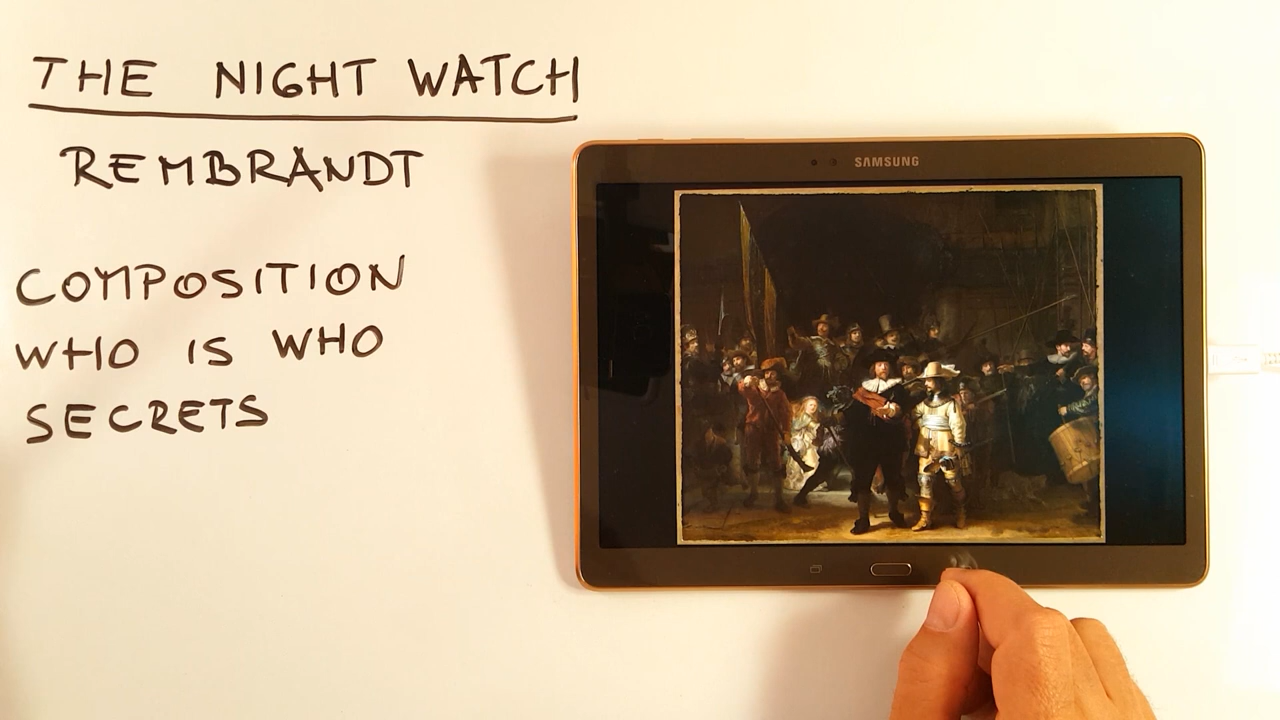 THE NIGHT WATCH
REMBRANDT
COMPOSITION
WHO IS WHO
SECRETS
SAMSUNG